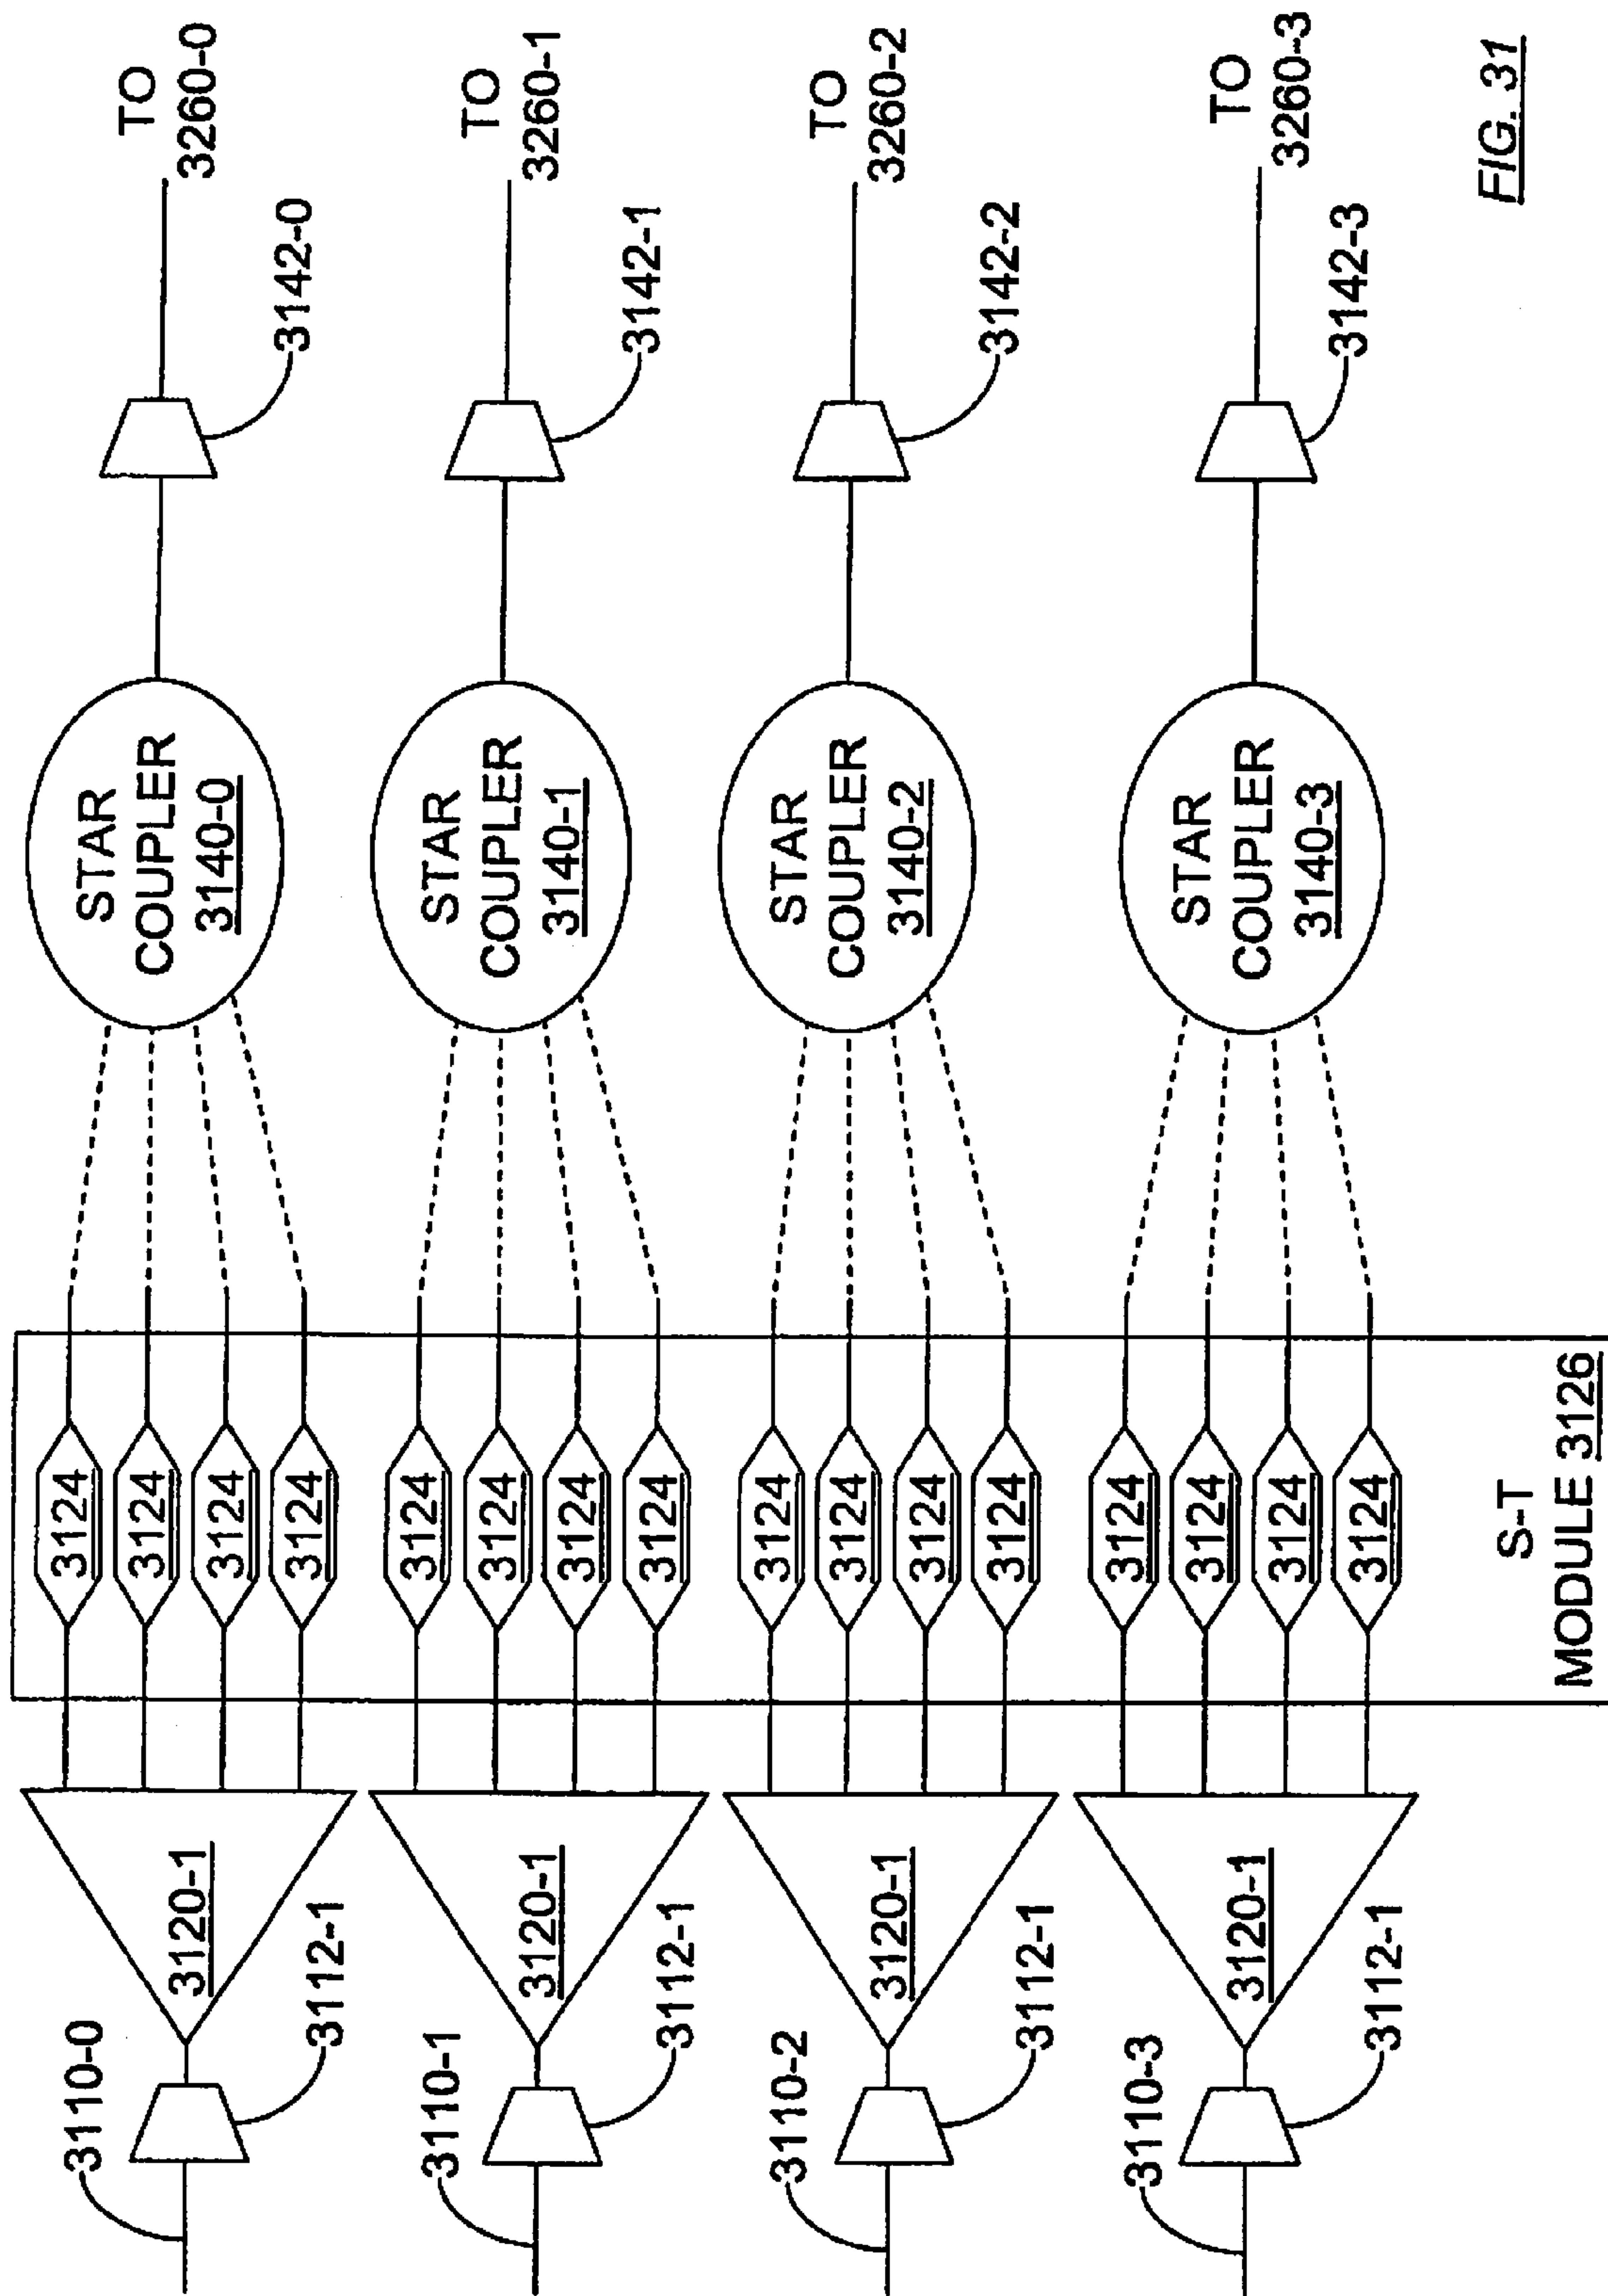 3110-0
3112-1
3120-1
3124
3124
3124
3124
STAR
COUPLER
3140-0
3142-0
TO
3260-0
3110-1
3112-1
3120-1
3124
3124
3124
3124
STAR
COUPLER
3140-1
3142-1
TO
3260-1
3110-2
3112-1
3120-1
3124
3124
3124
3124
STAR
COUPLER
3140-2
3142-2
TO
3260-2
3110-3
3112-1
3120-1
3124
3124
3124
3124
STAR
COUPLER
3140-3
3142-3
TO
3260-3
S-T
MODULE 3126
FIG. 31